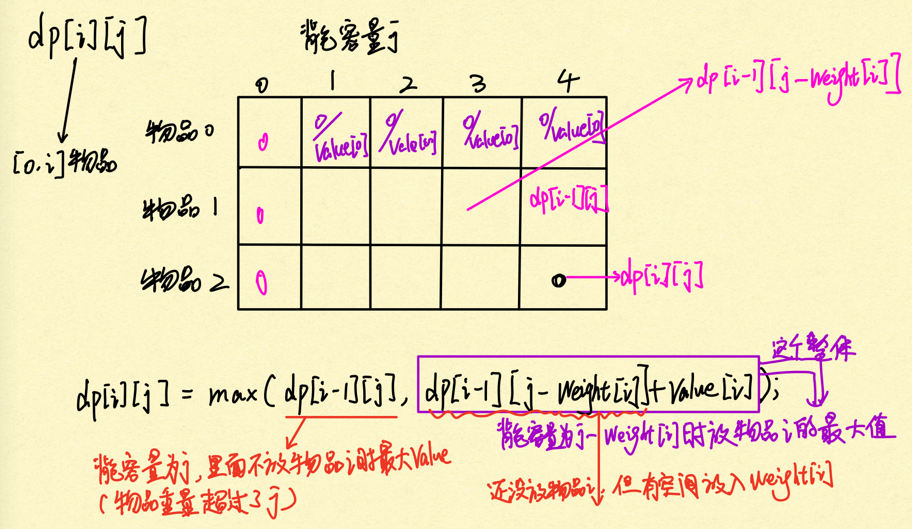 dp[i][j]
背包容量j
0 1 2 3 4
dp[i-1][j-Weight[i]]
物品0 0 0/Value[0] 0/Value[0] 0/Value[0] 0/Value[0]
[0,i]物品
物品1 0 dp[i-1][j]
物品2 0 dp[i][j]
这个整体
dp[i][j] = max(dp[i-1][j], dp[i-1][j-Weight[i]]+Value[i]);
背包容量为j-Weight[i]时放物品i的最大值
背包容量为j,里面不放物品i时最大Value
(物品重量超过了j)
还没放物品i,但有空间放入Weight[i]